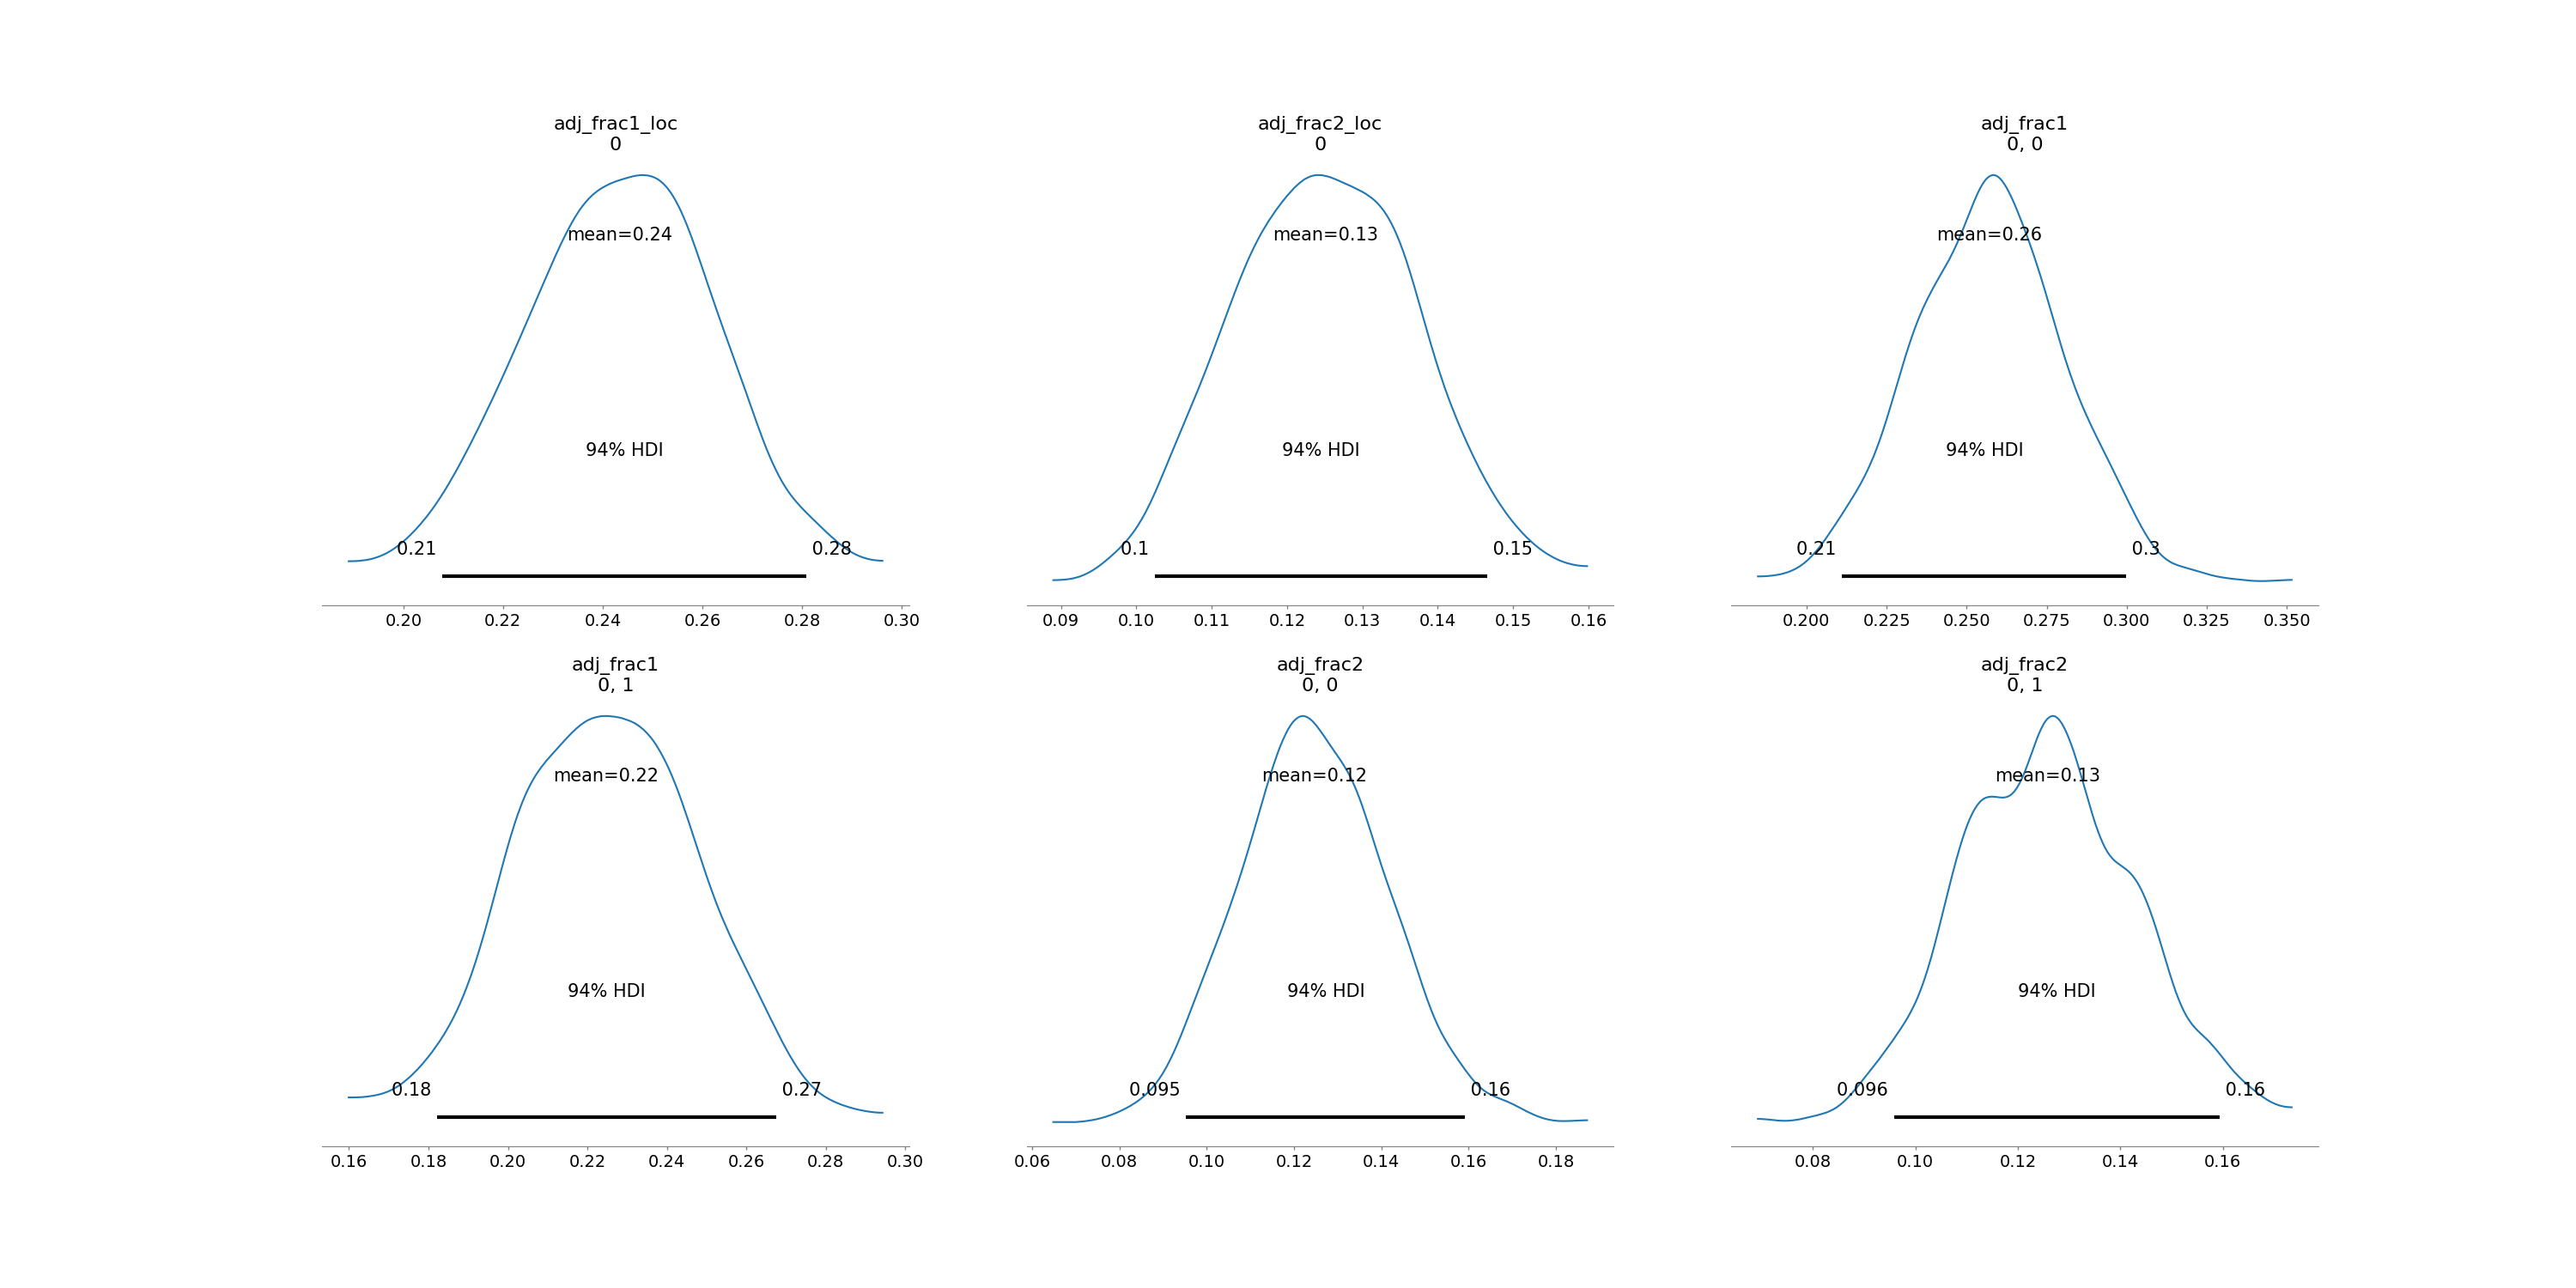 adj_frac1_loc
0
mean=0.24
94% HDI
0.21
0.28
0.20 0.22 0.24 0.26 0.28 0.30
adj_frac2_loc
0
mean=0.13
94% HDI
0.1
0.15
0.09 0.10 0.11 0.12 0.13 0.14 0.15 0.16
adj_frac1
0, 0
mean=0.26
94% HDI
0.21
0.3
0.200 0.225 0.250 0.275 0.300 0.325 0.350
adj_frac1
0, 1
mean=0.22
94% HDI
0.18
0.27
0.16 0.18 0.20 0.22 0.24 0.26 0.28 0.30
adj_frac2
0, 0
mean=0.12
94% HDI
0.095
0.16
0.06 0.08 0.10 0.12 0.14 0.16 0.18
adj_frac2
0, 1
mean=0.13
94% HDI
0.096
0.16
0.08 0.10 0.12 0.14 0.16